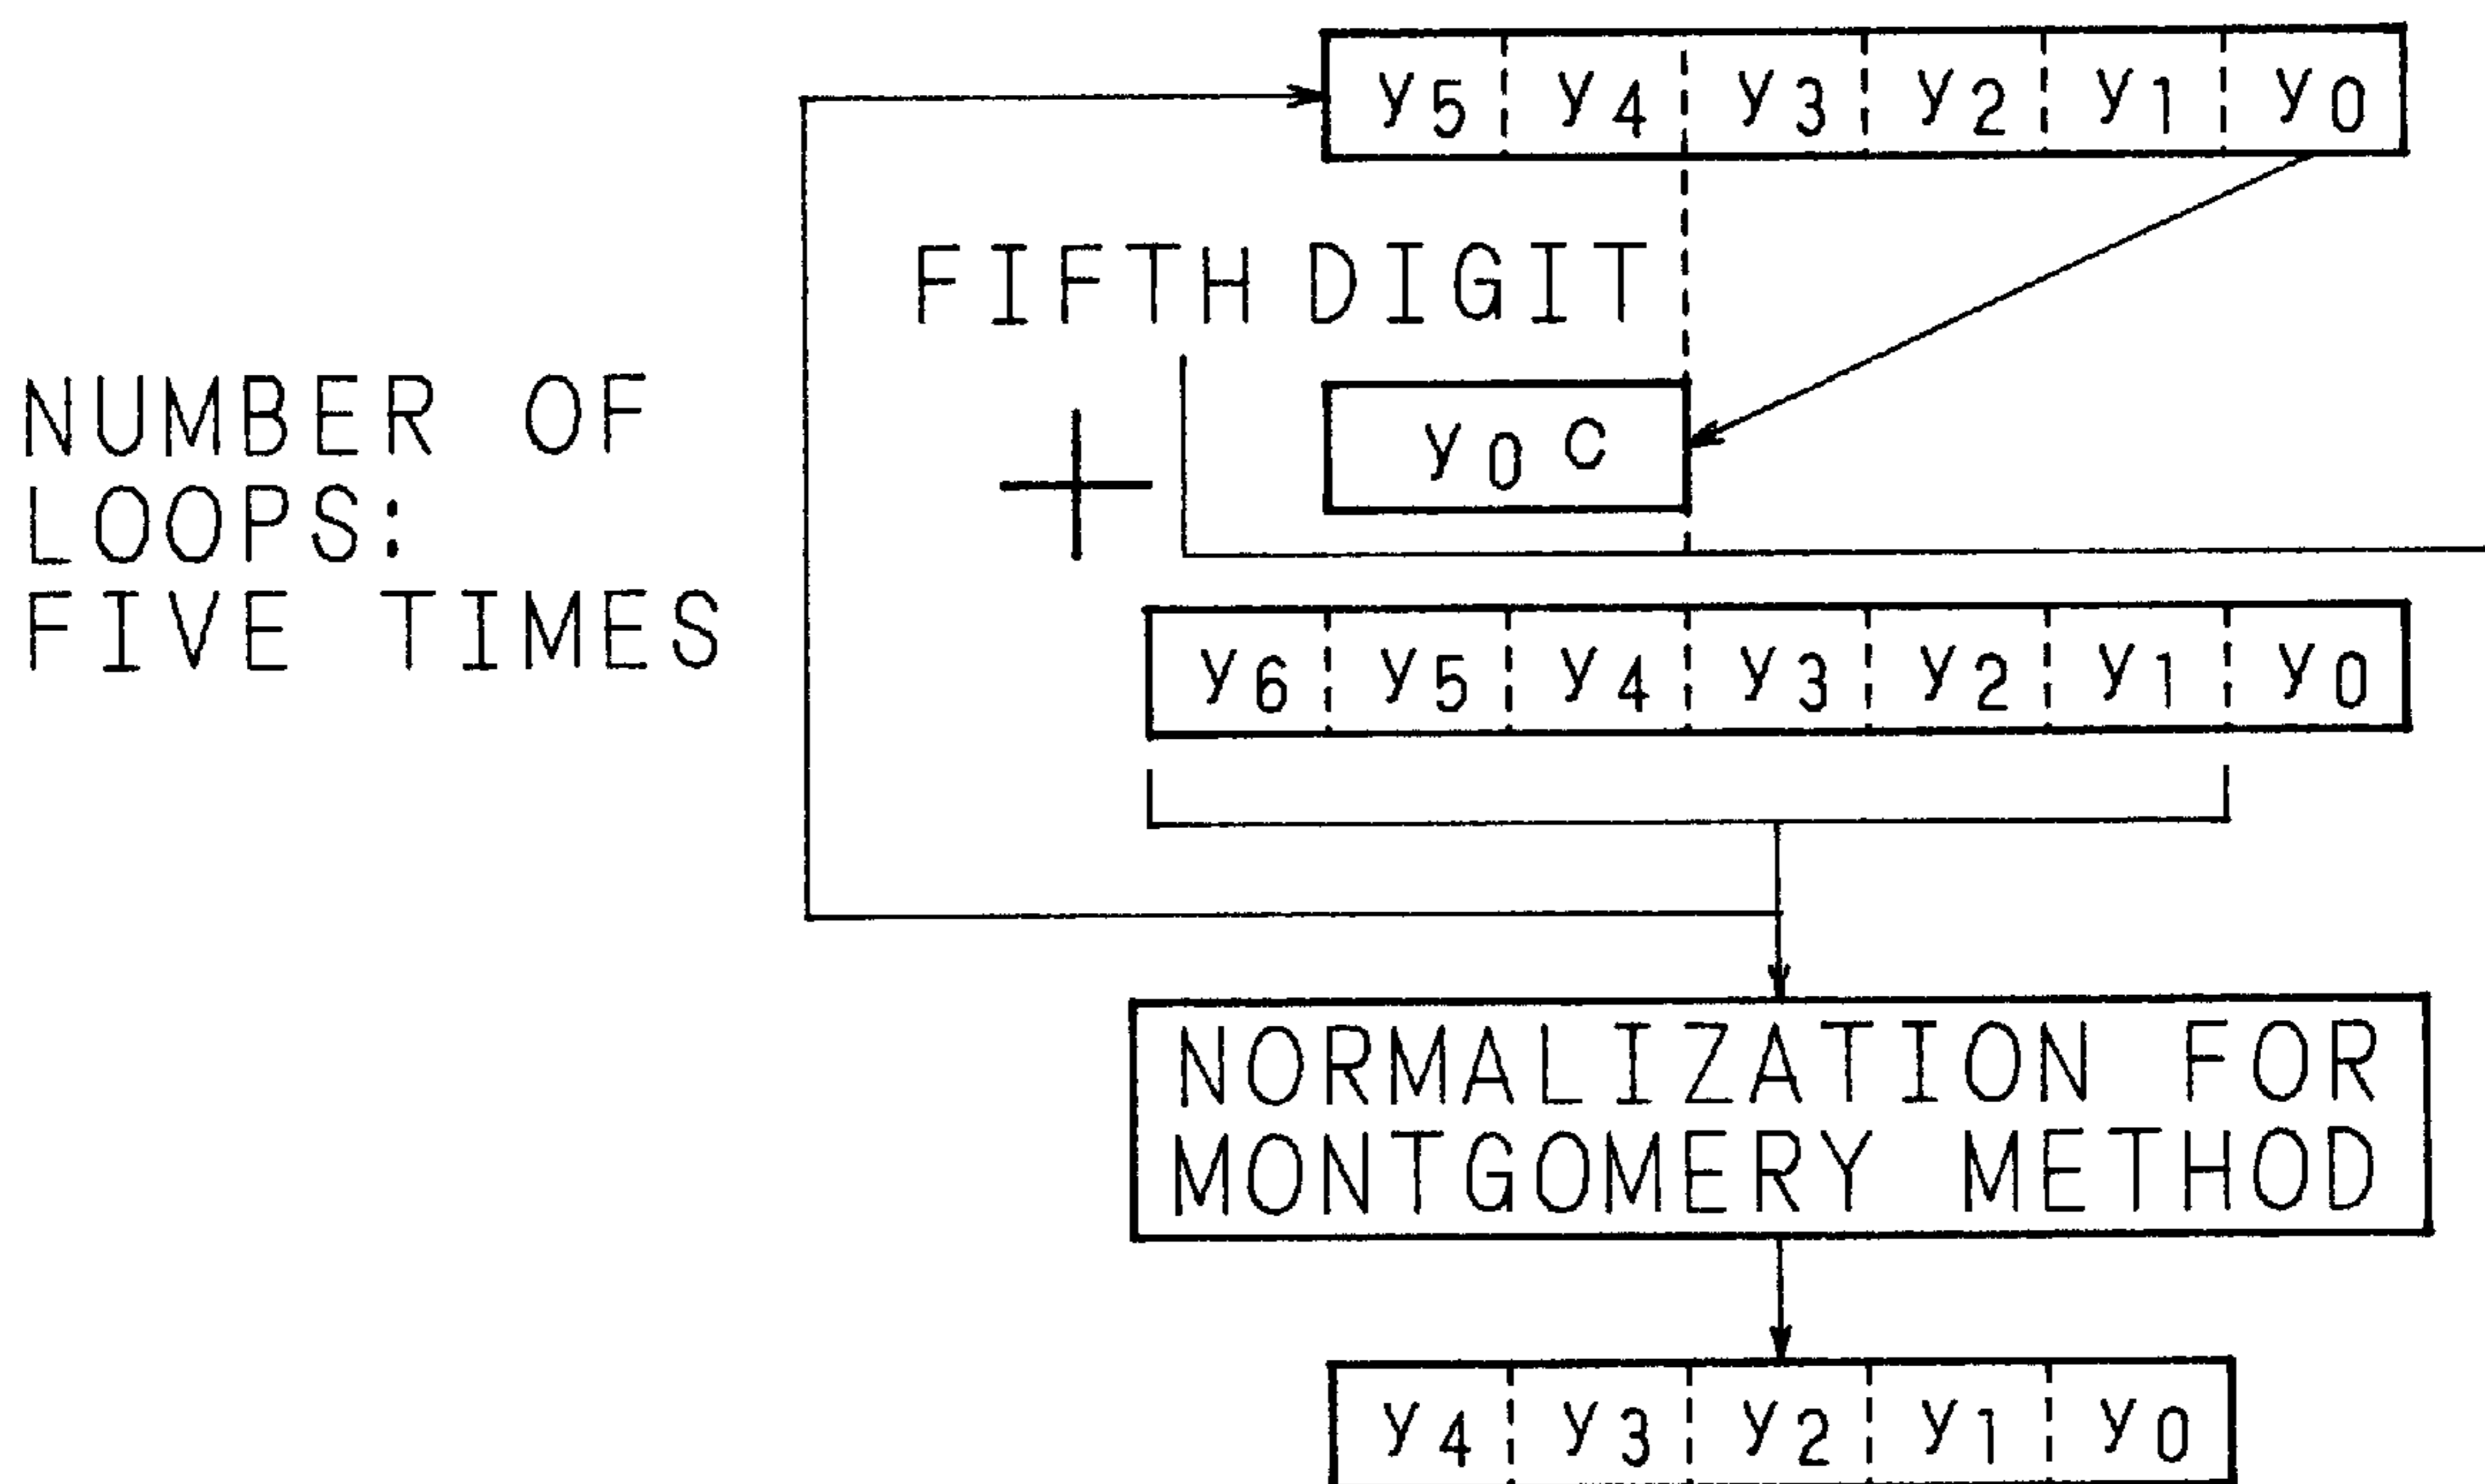 y5 y4 y3 y2 y1 y0
FIFTH DIGIT
NUMBER OF
LOOPS:
FIVE TIMES
+
y0 C
y6 y5 y4 y3 y2 y1 y0
NORMALIZATION FOR
MONTGOMERY METHOD
y4 y3 y2 y1 y0